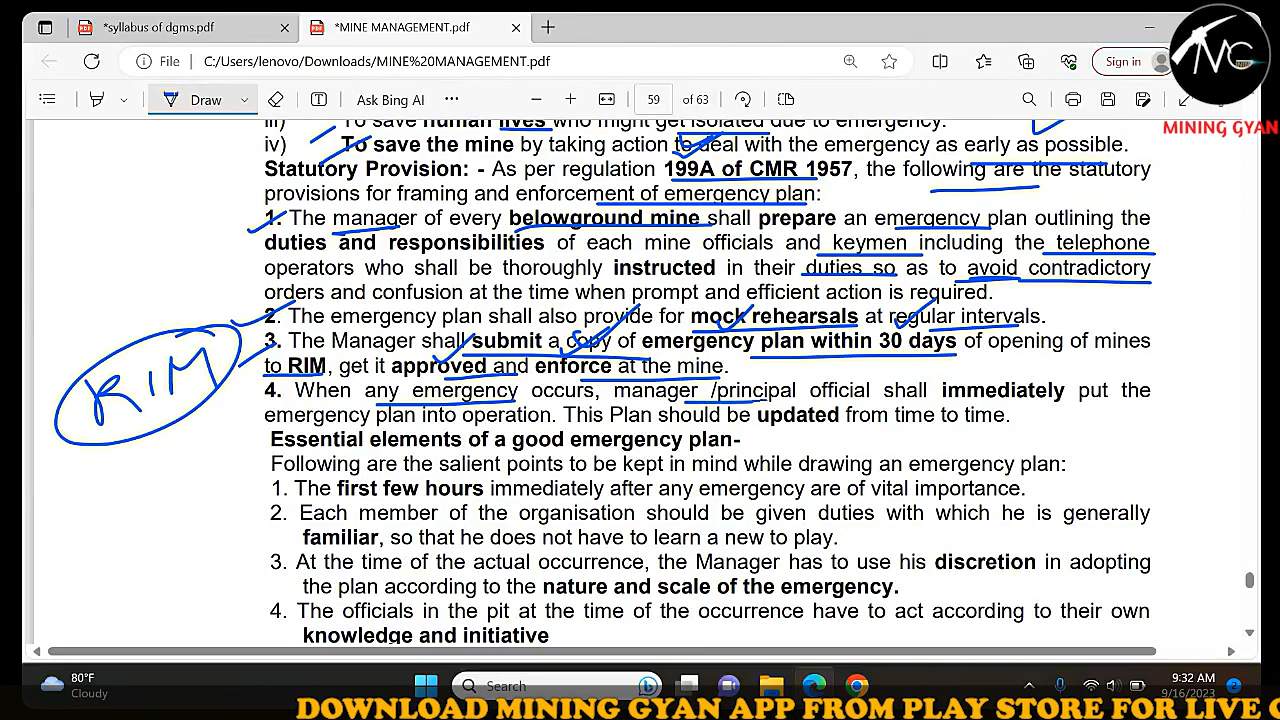 *syllabus of dgms.pdf
*MINE MANAGEMENT.pdf
File C:/Users/lenovo/Downloads/MINE%20MANAGEMENT.pdf
Sign in
Draw
Ask Bing AI
59 of 63
TMC
MINING GYAN
iii) To save human lives who might get isolated due to emergency.
iv) To save the mine by taking action to deal with the emergency as early as possible.
Statutory Provision: - As per regulation 199A of CMR 1957, the following are the statutory
provisions for framing and enforcement of emergency plan:
1. The manager of every belowground mine shall prepare an emergency plan outlining the
duties and responsibilities of each mine officials and keymen including the telephone
operators who shall be thoroughly instructed in their duties so as to avoid contradictory
orders and confusion at the time when prompt and efficient action is required.
2. The emergency plan shall also provide for mock rehearsals at regular intervals.
3. The Manager shall submit a copy of emergency plan within 30 days of opening of mines
to RIM, get it approved and enforce at the mine.
RIM
4. When any emergency occurs, manager /principal official shall immediately put the
emergency plan into operation. This Plan should be updated from time to time.
Essential elements of a good emergency plan-
Following are the salient points to be kept in mind while drawing an emergency plan:
1. The first few hours immediately after any emergency are of vital importance.
2. Each member of the organisation should be given duties with which he is generally
familiar, so that he does not have to learn a new to play.
3. At the time of the actual occurrence, the Manager has to use his discretion in adopting
the plan according to the nature and scale of the emergency.
4. The officials in the pit at the time of the occurrence have to act according to their own
knowledge and initiative
80°F
Cloudy
Search
9:32 AM
9/16/2023
2
DOWNLOAD MINING GYAN APP FROM PLAY STORE FOR LIVE C